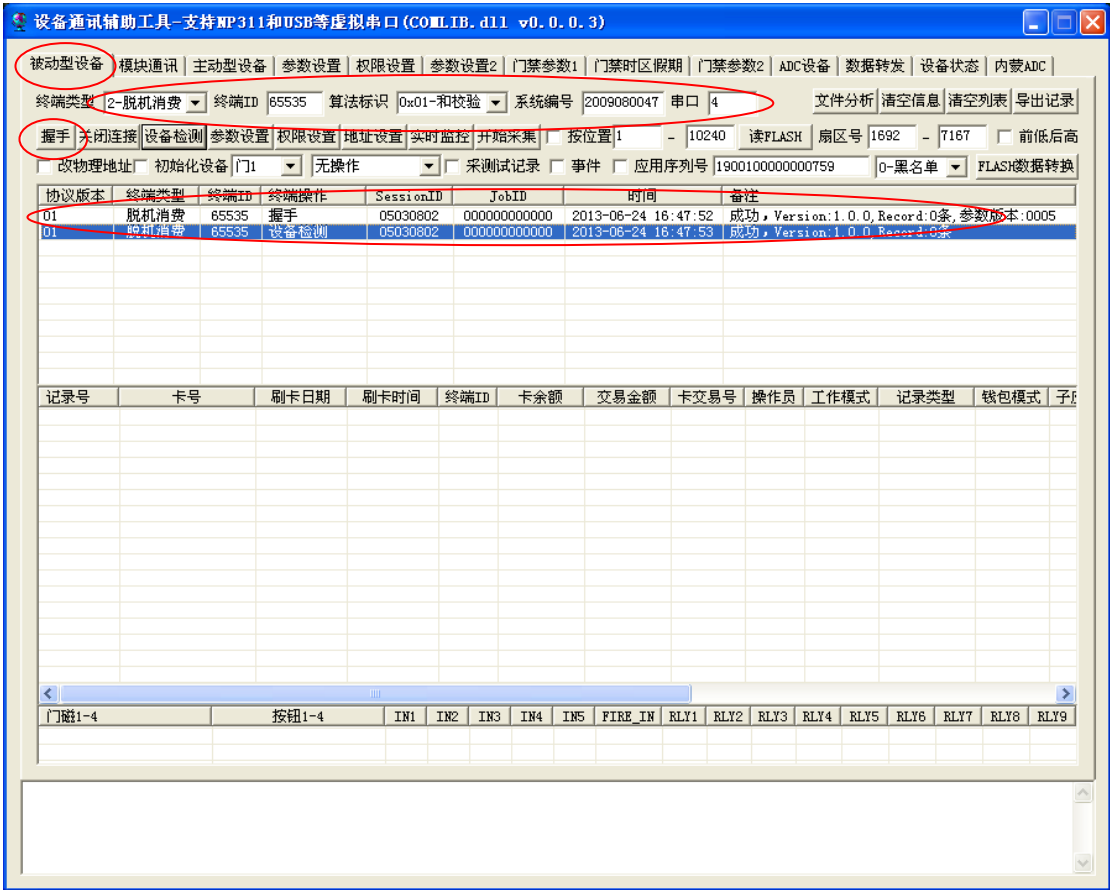 设备通讯辅助工具-支持NP311和USB等虚拟串口(COMLIB.dll v0.0.0.3)
被动型设备 模块通讯 主动型设备 参数设置 权限设置 参数设置2 门禁参数1 门禁时区假期 门禁参数2 ADC设备 数据转发 设备状态 内蒙ADC
终端类型 2-脱机消费 终端ID 65535 算法标识 0x01-和校验 系统编号 2009080047 串口 4 文件分析 清空信息 清空列表 导出记录
握手 关闭连接 设备检测 参数设置 权限设置 地址设置 实时监控 开始采集 按位置 1 - 10240 读FLASH 扇区号 1692 - 7167 前低后高
改物理地址 初始化设备 门1 无操作 采测试记录 事件 应用序列号 1900100000000759 0-黑名单 FLASH数据转换
协议版本 终端类型 终端ID 终端操作 SessionID JobID 时间 备注
01 脱机消费 65535 握手 05030802 000000000000 2013-06-24 16:47:52 成功，Version:1.0.0,Record:0条,参数版本:0005
01 脱机消费 65535 设备检测 05030802 000000000000 2013-06-24 16:47:53 成功，Version:1.0.0,Record:0条
记录号 卡号 刷卡日期 刷卡时间 终端ID 卡余额 交易金额 卡交易号 操作员 工作模式 记录类型 钱包模式
门磁1-4 按钮1-4 IN1 IN2 IN3 IN4 IN5 FIRE_IN RLY1 RLY2 RLY3 RLY4 RLY5 RLY6 RLY7 RLY8 RLY9